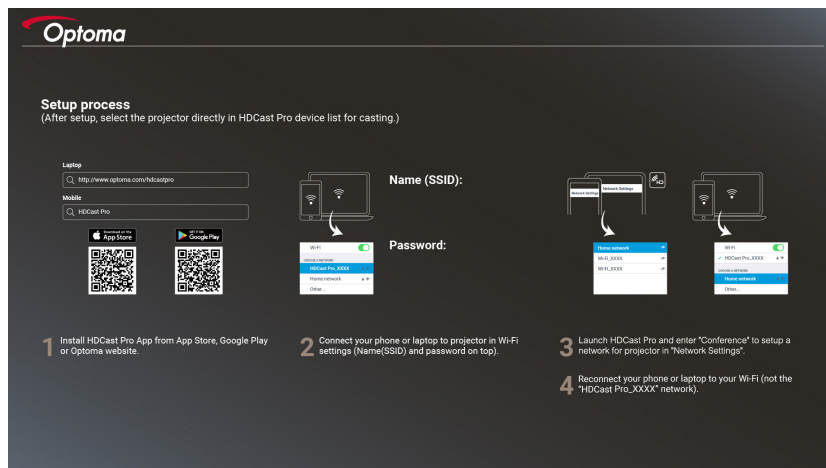 Optoma
Setup process
(After setup, select the projector directly in HDCast Pro device list for casting.)
Laptop
http://www.optoma.com/hdcastpro
Mobile
HDCast Pro
Download on the
App Store
GET IT ON
Google Play
1 Install HDCast Pro App from App Store, Google Play
or Optoma website.
Name (SSID):
Password:
Wi-Fi
CHOOSE A NETWORK
HDCast Pro_XXXX
Home network
Other...
2 Connect your phone or laptop to projector in Wi-Fi
settings (Name(SSID) and password on top).
Network Settings
Network Settings
Home network
Wi-Fi_XXXX
Wi-Fi_XXXX
Wi-Fi
HDCast Pro_XXXX
CHOOSE A NETWORK
Home network
Other...
3 Launch HDCast Pro and enter "Conference" to setup a
network for projector in "Network Settings".
4 Reconnect your phone or laptop to your Wi-Fi (not the
"HDCast Pro_XXXX" network).